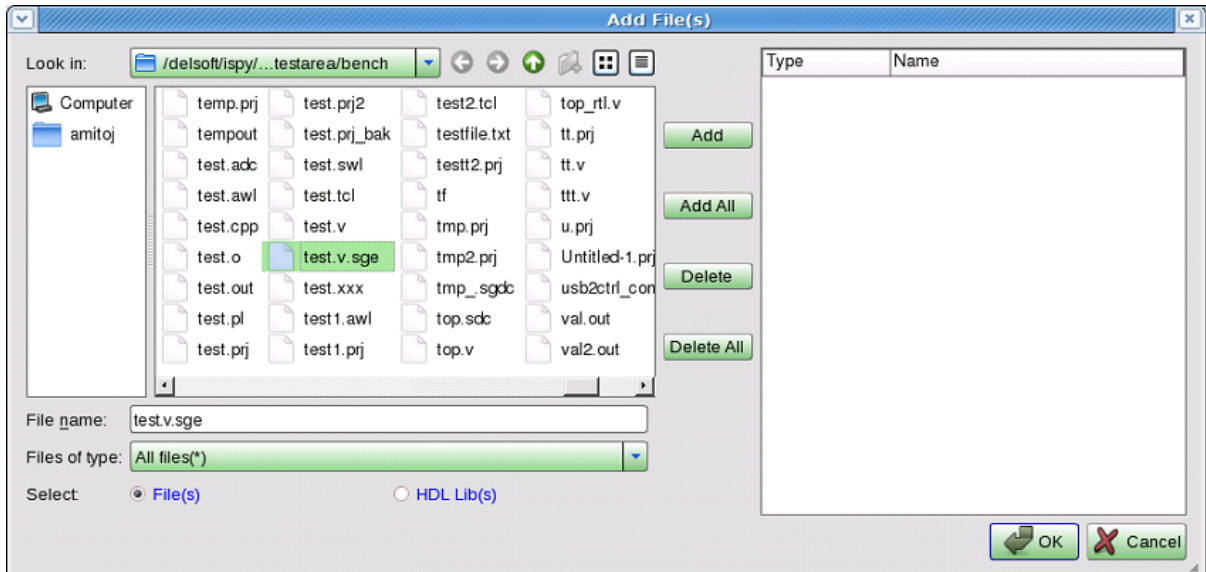 Add File(s)
Look in: /delsoft/ispy/...testarea/bench
Computer
amitoj
temp.prj test.prj2 test2.tcl top_rtl.v
tempout test.prj_bak testfile.txt tt.prj
test.adc test.swl testt2.prj tt.v
test.awl test.tcl tf ttt.v
test.cpp test.v tmp.prj u.prj
test.o test.v.sge tmp2.prj Untitled-1.prj
test.out test.xxx tmp_.sgdc usb2ctrl_con
test.pl test1.awl top.sdc val.out
test.prj test1.prj top.v val2.out
Add
Add All
Delete
Delete All
Type Name
File name: test.v.sge
Files of type: All files(*)
Select: File(s) HDL Lib(s)
OK Cancel